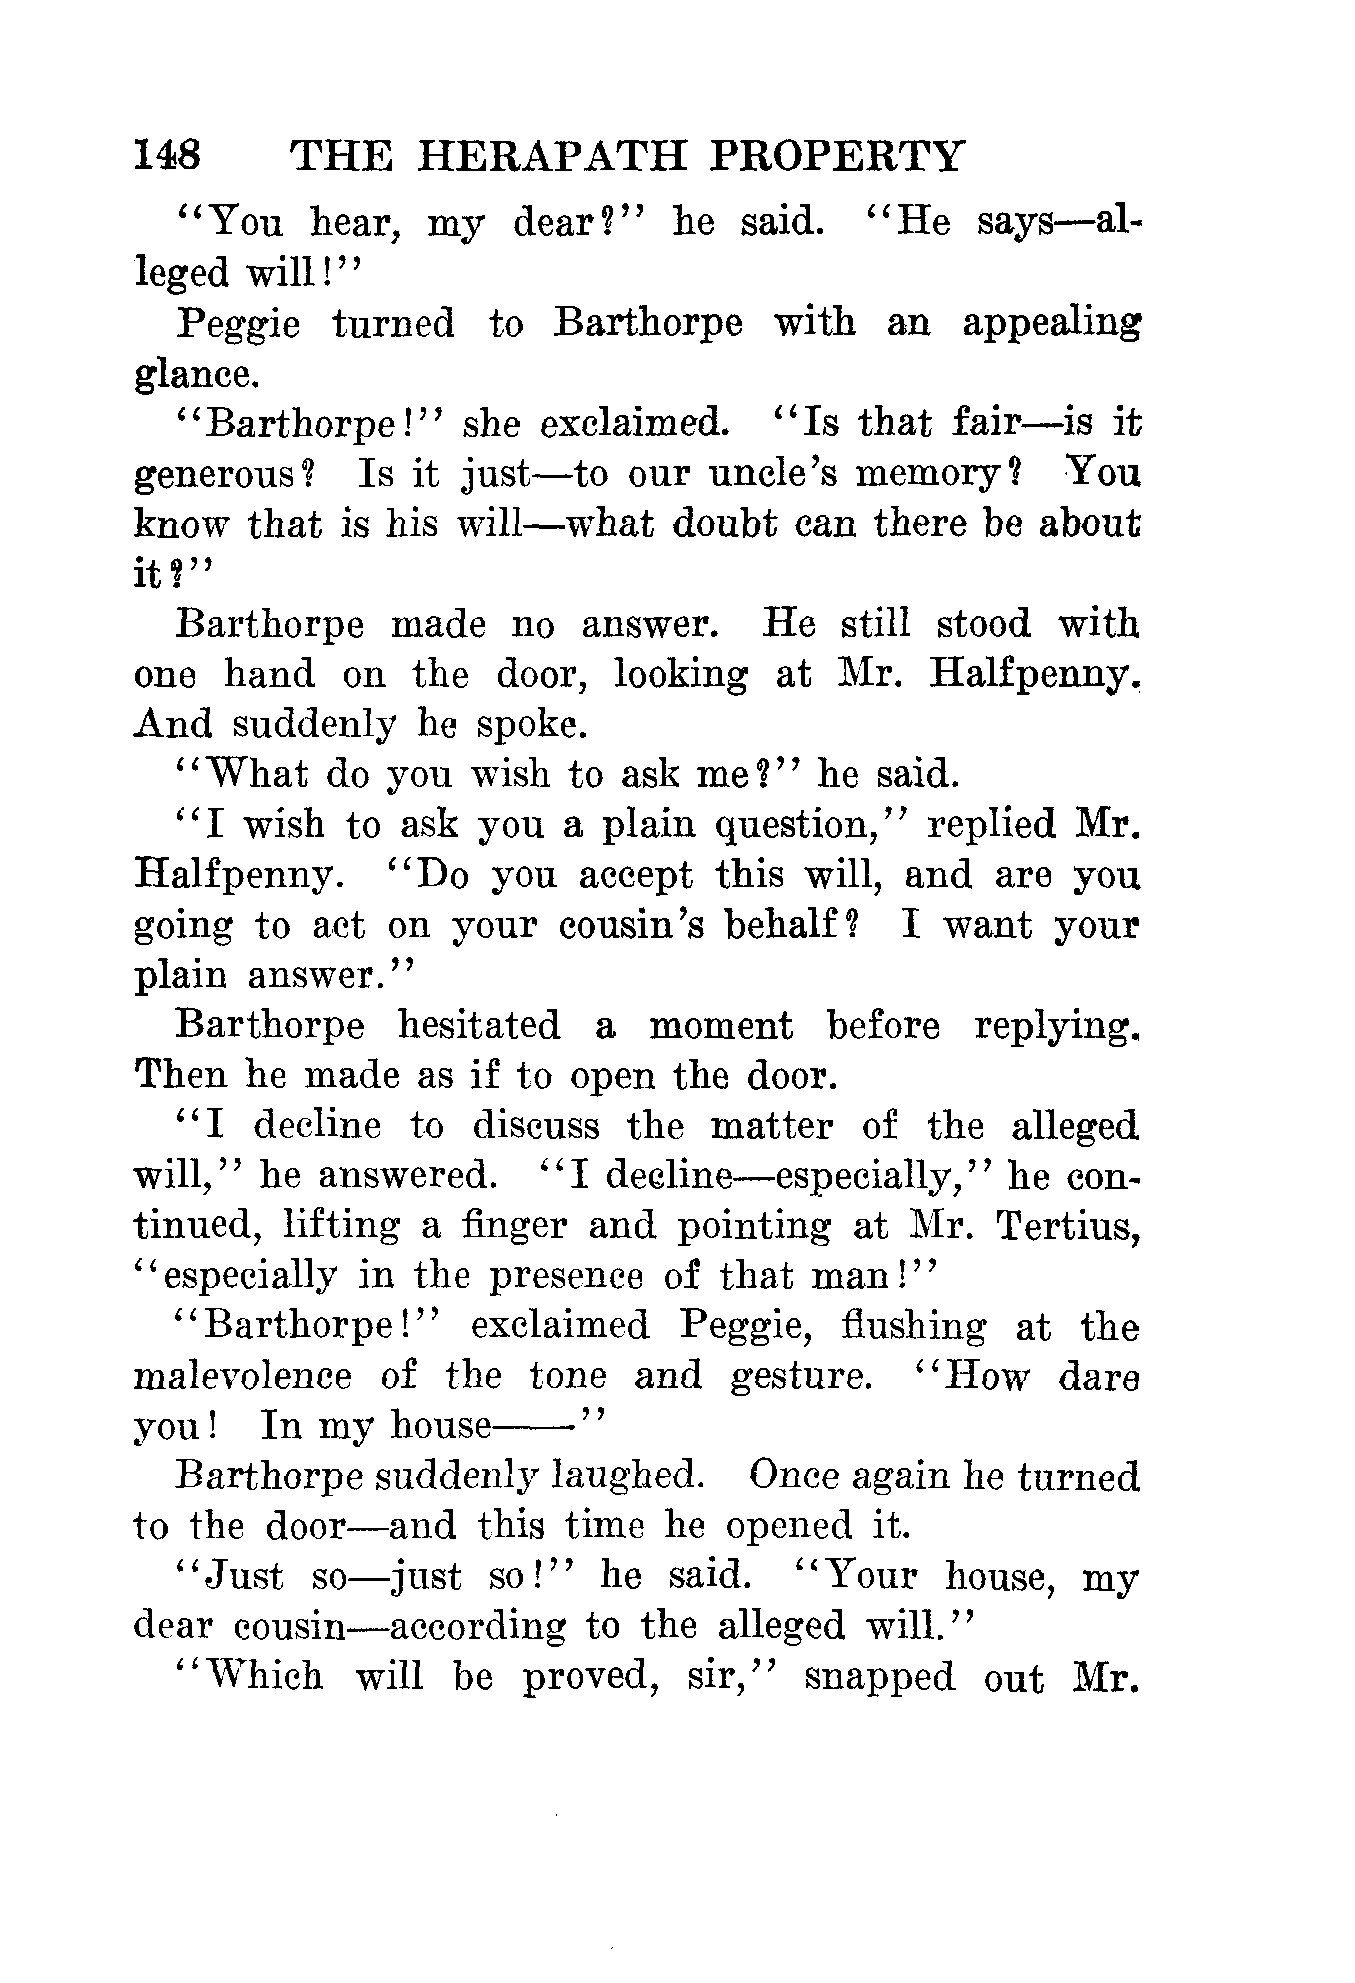 148 THE HERAPATH PROPERTY
"You hear, my dear?" he said. "He says—al-
leged will!"
Peggie turned to Barthorpe with an appealing
glance.
"Barthorpe!" she exclaimed. "Is that fair—is it
generous? Is it just—to our uncle's memory? You
know that is his will—what doubt can there be about
it?"
Barthorpe made no answer. He still stood with
one hand on the door, looking at Mr. Halfpenny.
And suddenly he spoke.
"What do you wish to ask me?" he said.
"I wish to ask you a plain question," replied Mr.
Halfpenny. "Do you accept this will, and are you
going to act on your cousin's behalf? I want your
plain answer."
Barthorpe hesitated a moment before replying.
Then he made as if to open the door.
"I decline to discuss the matter of the alleged
will," he answered. "I decline—especially," he con-
tinued, lifting a finger and pointing at Mr. Tertius,
"especially in the presence of that man!"
"Barthorpe!" exclaimed Peggie, flushing at the
malevolence of the tone and gesture. "How dare
you! In my house——"
Barthorpe suddenly laughed. Once again he turned
to the door—and this time he opened it.
"Just so—just so!" he said. "Your house, my
dear cousin—according to the alleged will."
"Which will be proved, sir," snapped out Mr.